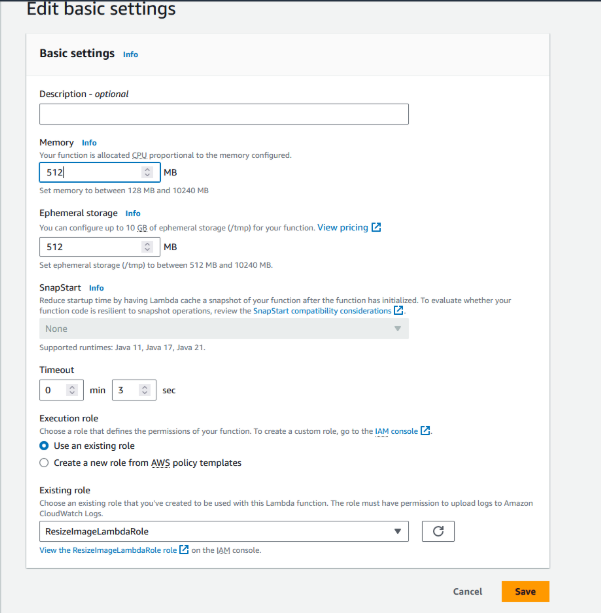 Edit basic settings
Basic settings Info
Description - optional
Memory Info
Your function is allocated CPU proportional to the memory configured.
512 MB
Set memory to between 128 MB and 10240 MB
Ephemeral storage Info
You can configure up to 10 GB of ephemeral storage (/tmp) for your function. View pricing
512 MB
Set ephemeral storage (/tmp) to between 512 MB and 10240 MB.
SnapStart Info
Reduce startup time by having Lambda cache a snapshot of your function after the function has initialized. To evaluate whether your
function code is resilient to snapshot operations, review the SnapStart compatibility considerations.
None
Supported runtimes: Java 11, Java 17, Java 21.
Timeout
0 min 3 sec
Execution role
Choose a role that defines the permissions of your function. To create a custom role, go to the IAM console.
Use an existing role
Create a new role from AWS policy templates
Existing role
Choose an existing role that you've created to be used with this Lambda function. The role must have permission to upload logs to Amazon
CloudWatch Logs.
ResizeImageLambdaRole
View the ResizeImageLambdaRole role on the IAM console.
Cancel Save